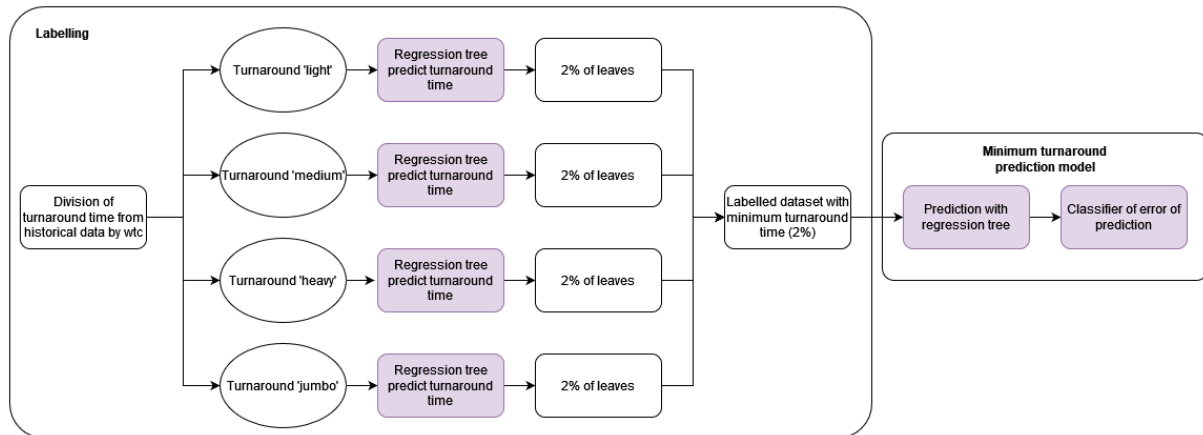 Labelling
Division of
turnaround time from
historical data by wtc
Turnaround 'light'
Regression tree
predict turnaround
time
2% of leaves
Turnaround 'medium'
Regression tree
predict turnaround
time
2% of leaves
Turnaround 'heavy'
Regression tree
predict turnaround
time
2% of leaves
Turnaround 'jumbo'
Regression tree
predict turnaround
time
2% of leaves
Labelled dataset with
minimum turnaround
time (2%)
Minimum turnaround
prediction model
Prediction with
regression tree
Classifier of error of
prediction